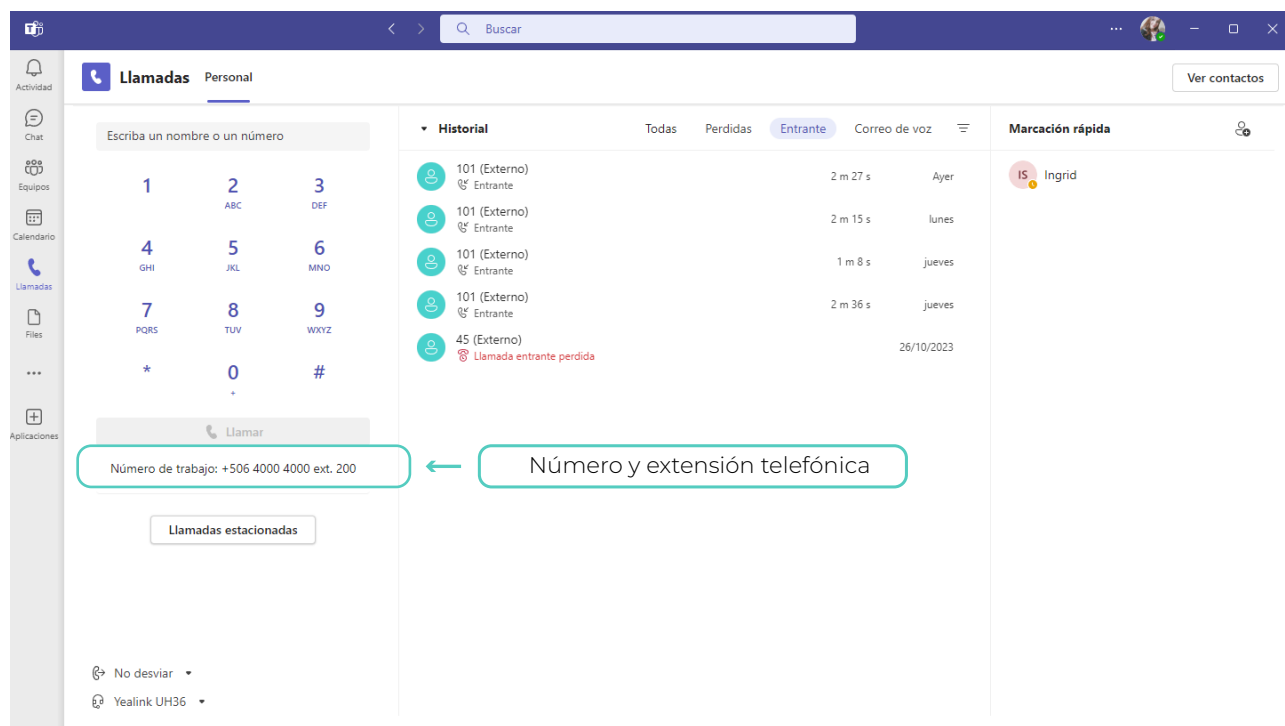 Buscar
Actividad
Chat
Equipos
Calendario
Llamadas
Files
Aplicaciones
Llamadas Personal
Ver contactos
Escriba un nombre o un número
1 2 3
ABC DEF
4 5 6
GHI JKL MNO
7 8 9
PQRS TUV WXYZ
* 0 #
+
Llamar
Número de trabajo: +506 4000 4000 ext. 200
Número y extensión telefónica
Llamadas estacionadas
No desviar
Yealink UH36
Historial Todas Perdidas Entrante Correo de voz
101 (Externo)
Entrante 2 m 27 s Ayer
101 (Externo)
Entrante 2 m 15 s lunes
101 (Externo)
Entrante 1 m 8 s jueves
101 (Externo)
Entrante 2 m 36 s jueves
45 (Externo)
Llamada entrante perdida 26/10/2023
Marcación rápida
IS Ingrid